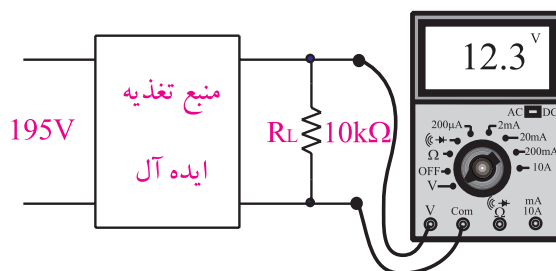 195V
منبع تغذیه
ایده آل
RL 10kΩ
12.3 V
AC DC
200µA 2mA
20mA
Ω 200mA
OFF 10A
V
V Com Ω mA
10A